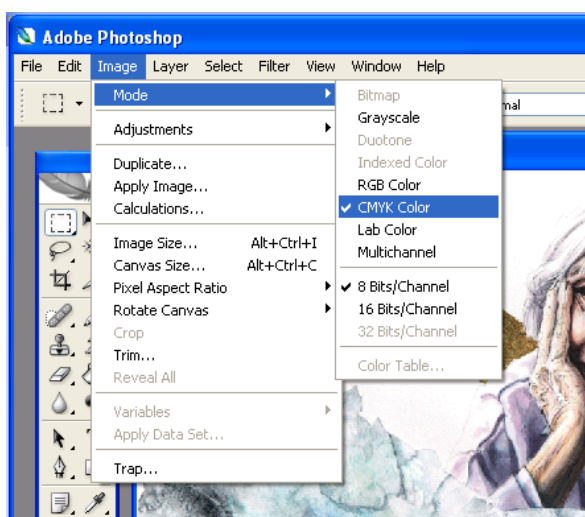 Adobe Photoshop
File Edit Image Layer Select Filter View Window Help
Mode
Adjustments
Duplicate...
Apply Image...
Calculations...
Image Size... Alt+Ctrl+I
Canvas Size... Alt+Ctrl+C
Pixel Aspect Ratio
Rotate Canvas
Crop
Trim...
Reveal All
Variables
Apply Data Set...
Trap...
Bitmap
Grayscale
Duotone
Indexed Color
RGB Color
CMYK Color
Lab Color
Multichannel
8 Bits/Channel
16 Bits/Channel
32 Bits/Channel
Color Table...